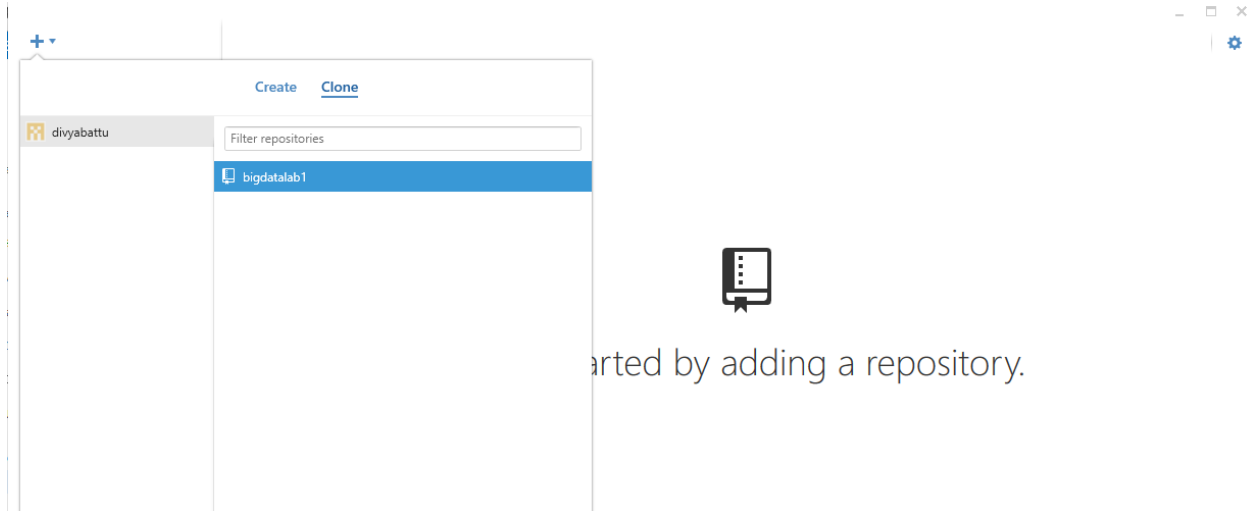 Create Clone
divyabattu
Filter repositories
bigdatalab1
arted by adding a repository.